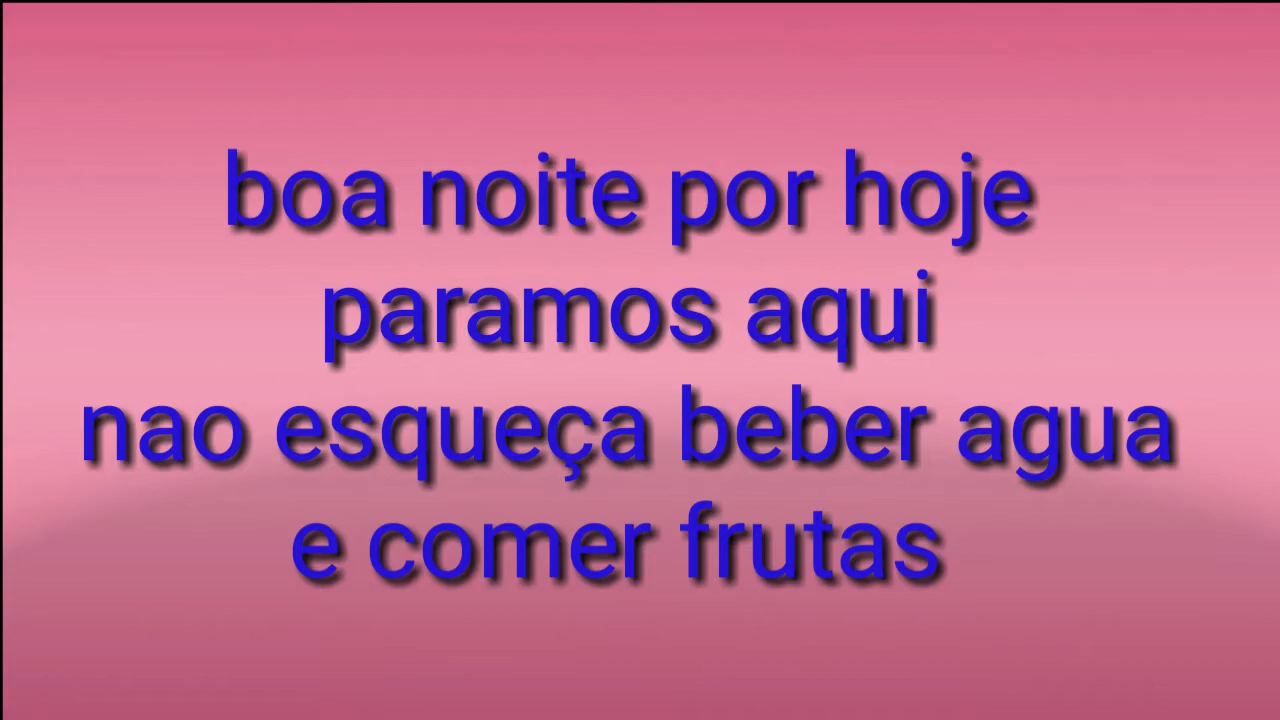 boa noite por hoje
paramos aqui
nao esqueça beber agua
e comer frutas